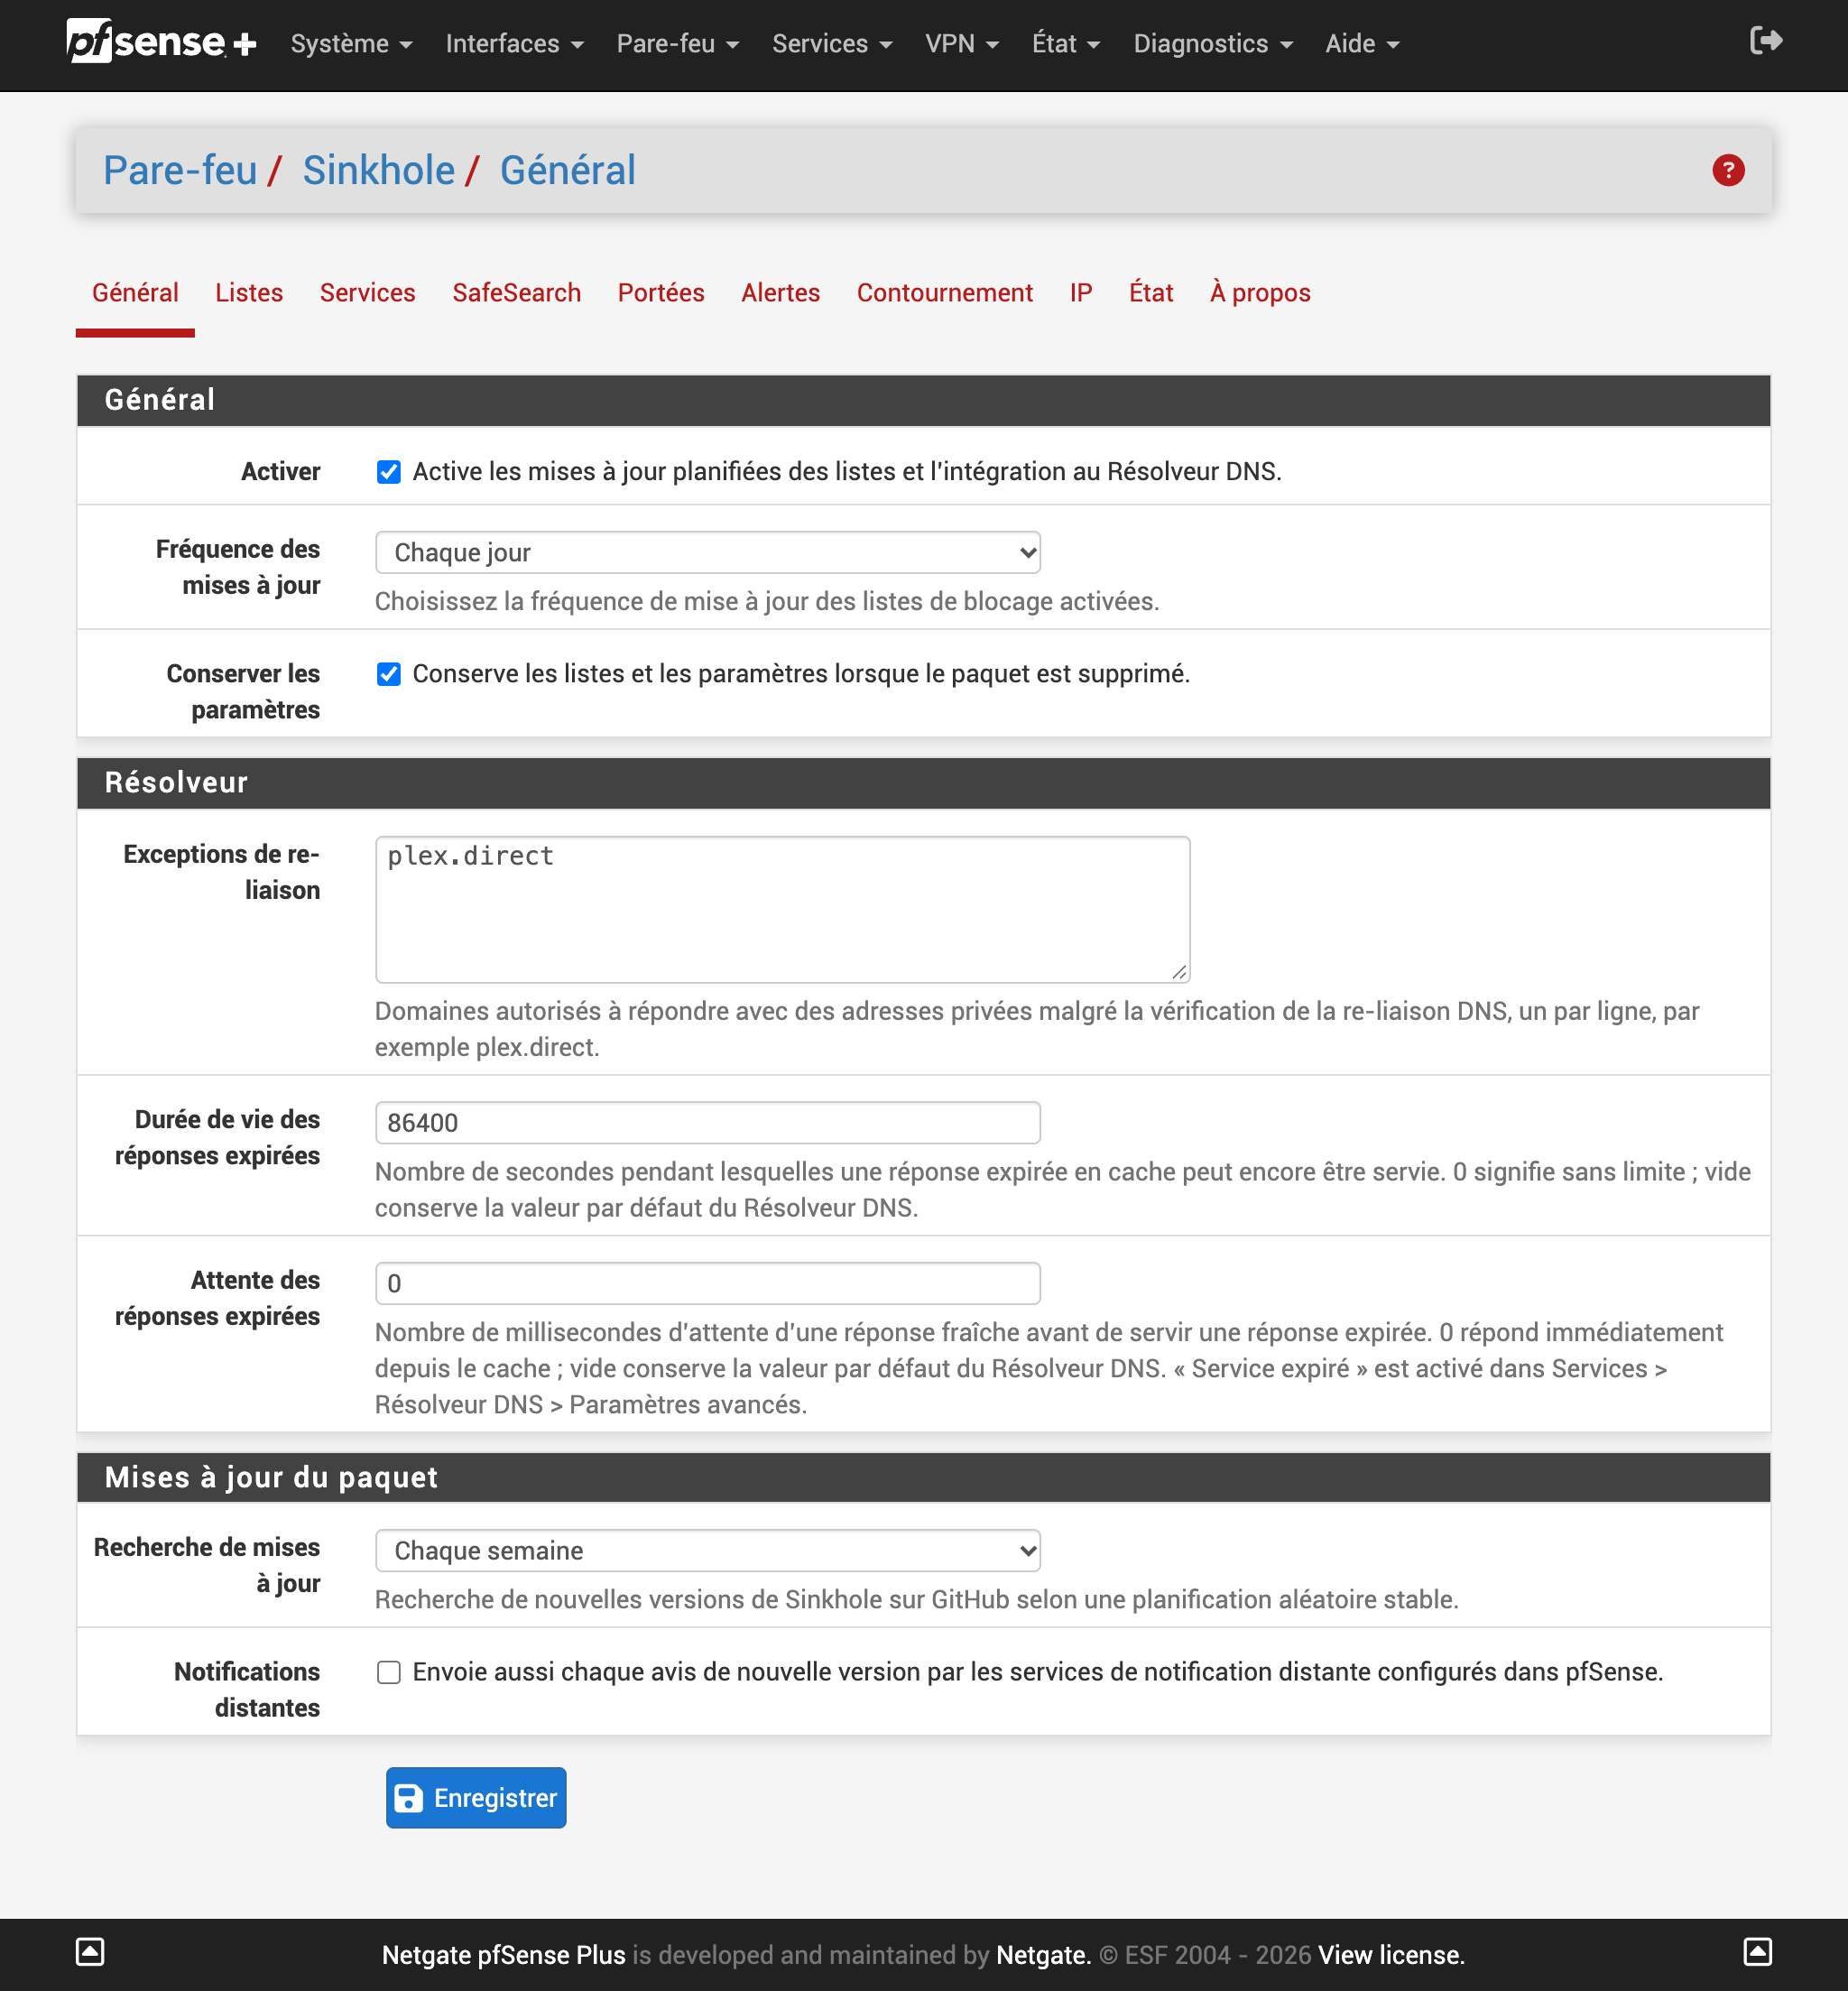 pfsense+ Système Interfaces Pare-feu Services VPN État Diagnostics Aide
Pare-feu / Sinkhole / Général ?
Général Listes Services SafeSearch Portées Alertes Contournement IP État À propos
Général
Activer Active les mises à jour planifiées des listes et l'intégration au Résolveur DNS.
Fréquence des
mises à jour
Chaque jour
Choisissez la fréquence de mise à jour des listes de blocage activées.
Conserver les
paramètres
Conserve les listes et les paramètres lorsque le paquet est supprimé.
Résolveur
Exceptions de re-
liaison
plex.direct
Domaines autorisés à répondre avec des adresses privées malgré la vérification de la re-liaison DNS, un par ligne, par
exemple plex.direct.
Durée de vie des
réponses expirées
86400
Nombre de secondes pendant lesquelles une réponse expirée en cache peut encore être servie. 0 signifie sans limite ; vide
conserve la valeur par défaut du Résolveur DNS.
Attente des
réponses expirées
0
Nombre de millisecondes d'attente d'une réponse fraîche avant de servir une réponse expirée. 0 répond immédiatement
depuis le cache ; vide conserve la valeur par défaut du Résolveur DNS. « Service expiré » est activé dans Services >
Résolveur DNS > Paramètres avancés.
Mises à jour du paquet
Recherche de mises
à jour
Chaque semaine
Recherche de nouvelles versions de Sinkhole sur GitHub selon une planification aléatoire stable.
Notifications
distantes
Envoie aussi chaque avis de nouvelle version par les services de notification distante configurés dans pfSense.
Enregistrer
Netgate pfSense Plus is developed and maintained by Netgate. © ESF 2004 - 2026 View license.